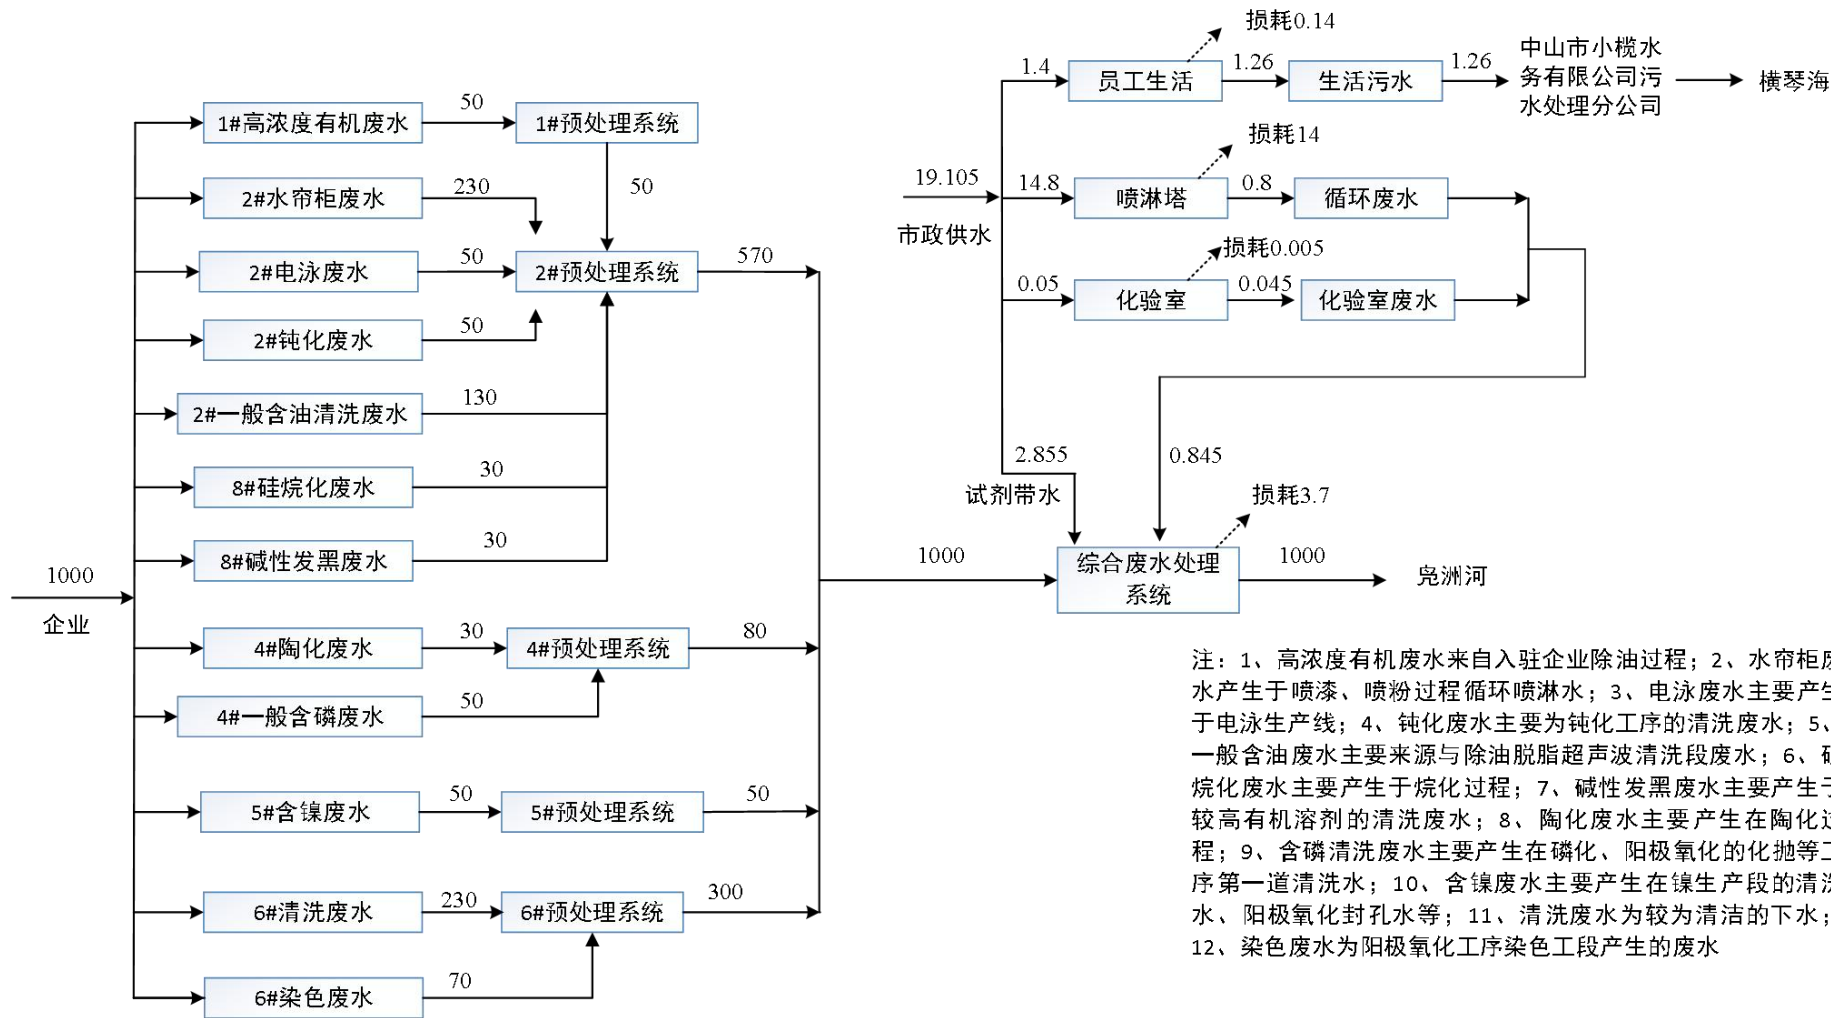 1000
企业
1#高浓度有机废水
50
1#预处理系统
50
2#水帘柜废水
230
2#电泳废水
50
2#预处理系统
570
2#钝化废水
50
2#一般含油清洗废水
130
8#硅烷化废水
30
8#碱性发黑废水
30
4#陶化废水
30
4#预处理系统
80
4#一般含磷废水
50
5#含镍废水
50
5#预处理系统
50
6#清洗废水
230
6#预处理系统
300
6#染色废水
70
19.105
市政供水
1.4
员工生活
损耗0.14
1.26
生活污水
1.26
中山市小榄水
务有限公司污
水处理分公司
横琴海
14.8
喷淋塔
损耗14
0.8
循环废水
0.05
化验室
损耗0.005
0.045
化验室废水
2.855
试剂带水
0.845
1000
综合废水处理
系统
损耗3.7
1000
凫洲河
注：1、高浓度有机废水来自入驻企业除油过程；2、水帘柜废
水产生于喷漆、喷粉过程循环喷淋水；3、电泳废水主要产生
于电泳生产线；4、钝化废水主要为钝化工序的清洗废水；5、
一般含油废水主要来源与除油脱脂超声波清洗段废水；6、硅
烷化废水主要产生于烷化过程；7、碱性发黑废水主要产生于
较高有机溶剂的清洗废水；8、陶化废水主要产生在陶化过
程；9、含磷清洗废水主要产生在磷化、阳极氧化的化抛等工
序第一道清洗水；10、含镍废水主要产生在镍生产段的清洗
水、阳极氧化封孔水等；11、清洗废水为较为清洁的下水；
12、染色废水为阳极氧化工序染色工段产生的废水